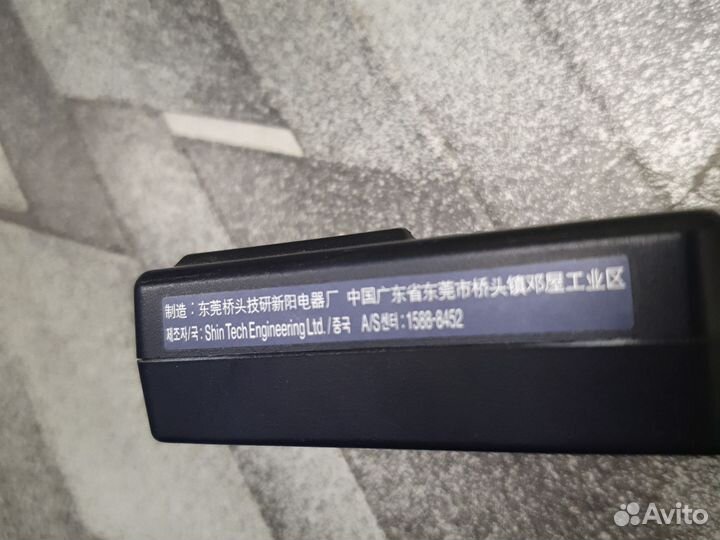 制造：东莞桥头技研新阳电器厂 中国广东省东莞市桥头镇邓屋工业区
제조자/국 : Shin Tech Engineering Ltd. /중국 A/S센터 : 1588-8452
Avito